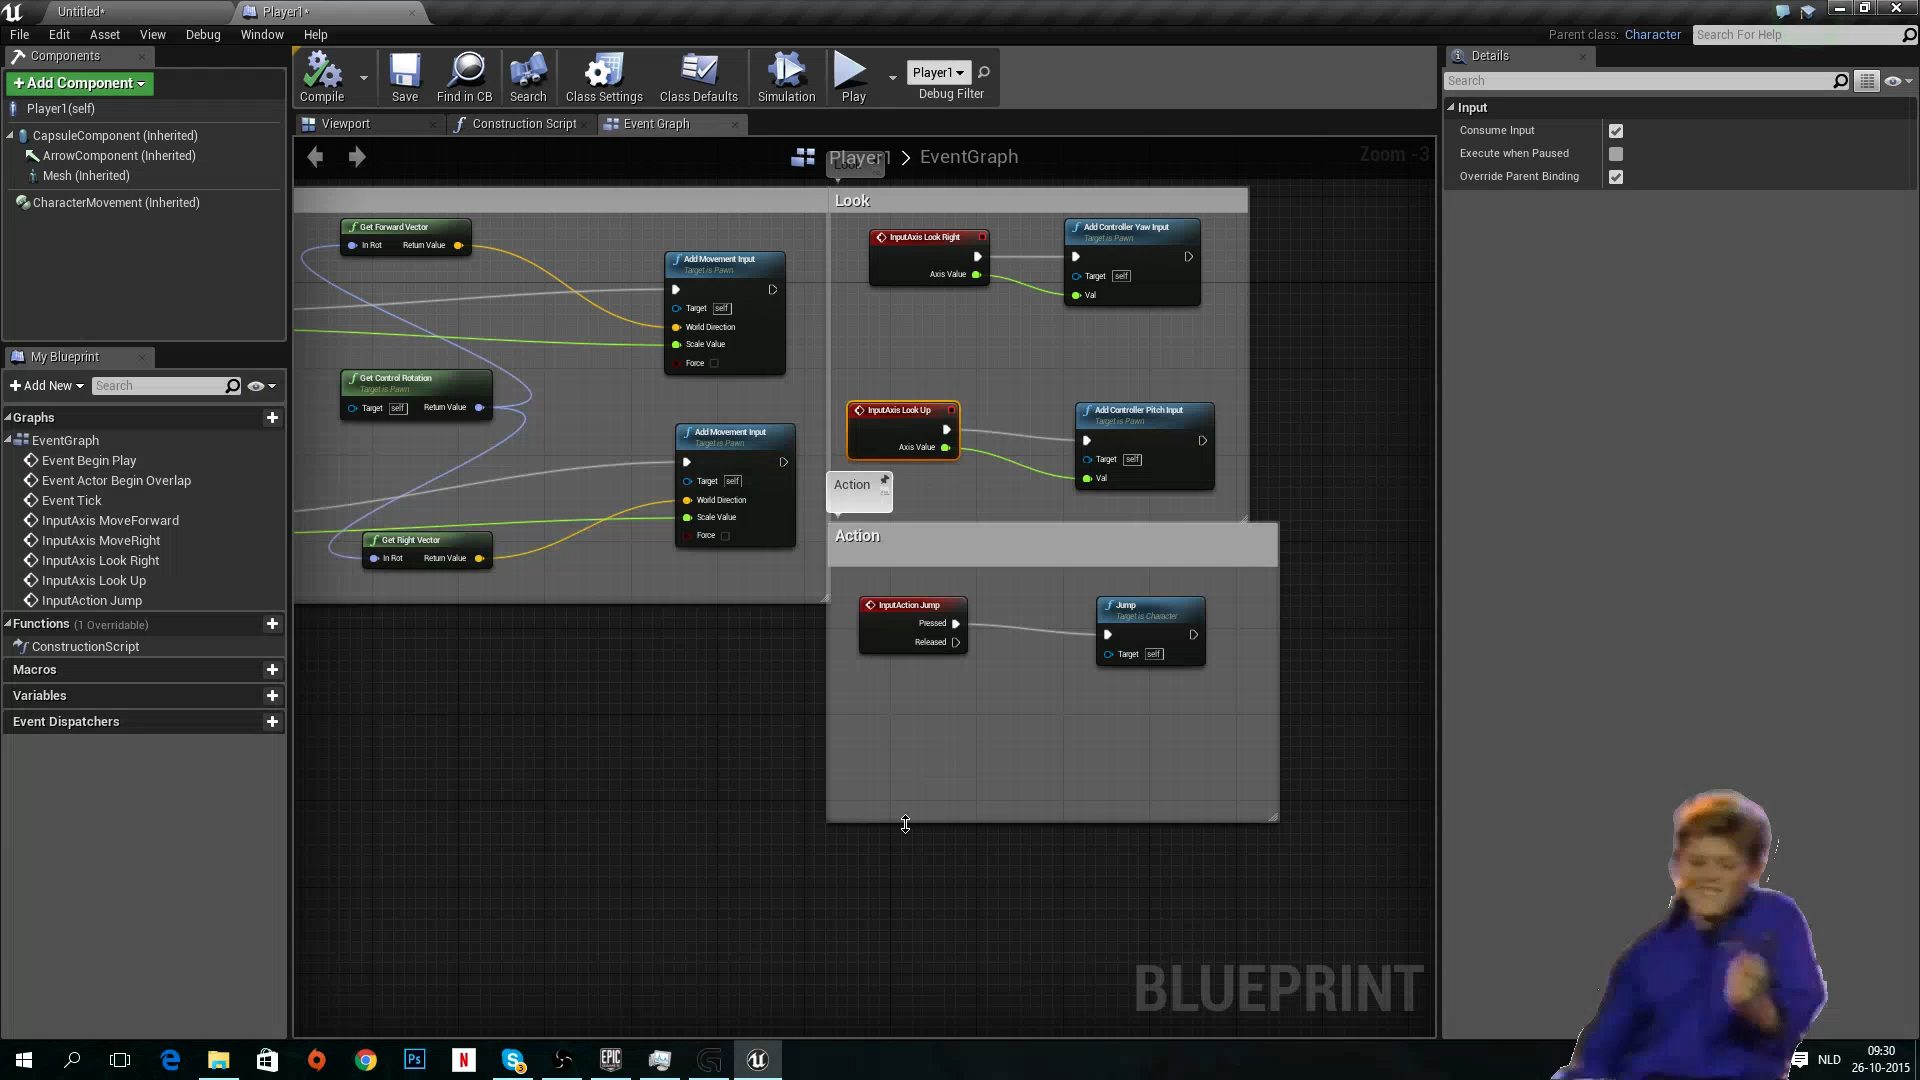 Untitled*
Player1*
File Edit Asset View Debug Window Help
Parent class: Character
Search For Help
Components
+Add Component
Player1(self)
CapsuleComponent (Inherited)
ArrowComponent (Inherited)
Mesh (Inherited)
CharacterMovement (Inherited)
Compile
Save
Find in CB
Search
Class Settings
Class Defaults
Simulation
Play
Player1
Debug Filter
Viewport
Construction Script
Event Graph
Player1 > EventGraph
Zoom -3
Look
Get Forward Vector
In Rot Return Value
Add Movement Input
Target is Pawn
Target self
World Direction
Scale Value
Force
Get Control Rotation
Target is Pawn
Target self Return Value
Add Movement Input
Target is Pawn
Target self
World Direction
Scale Value
Force
Get Right Vector
In Rot Return Value
InputAxis Look Right
Axis Value
Add Controller Yaw Input
Target is Pawn
Target self
Val
InputAxis Look Up
Axis Value
Add Controller Pitch Input
Target is Pawn
Target self
Val
Action
Action
InputAction Jump
Pressed
Released
Jump
Target is Character
Target self
BLUEPRINT
My Blueprint
+Add New
Search
Graphs
EventGraph
Event Begin Play
Event Actor Begin Overlap
Event Tick
InputAxis MoveForward
InputAxis MoveRight
InputAxis Look Right
InputAxis Look Up
InputAction Jump
Functions (1 Overridable)
ConstructionScript
Macros
Variables
Event Dispatchers
Details
Search
Input
Consume Input
Execute when Paused
Override Parent Binding
Ps
N
3
EPIC
NLD
09:30
26-10-2015